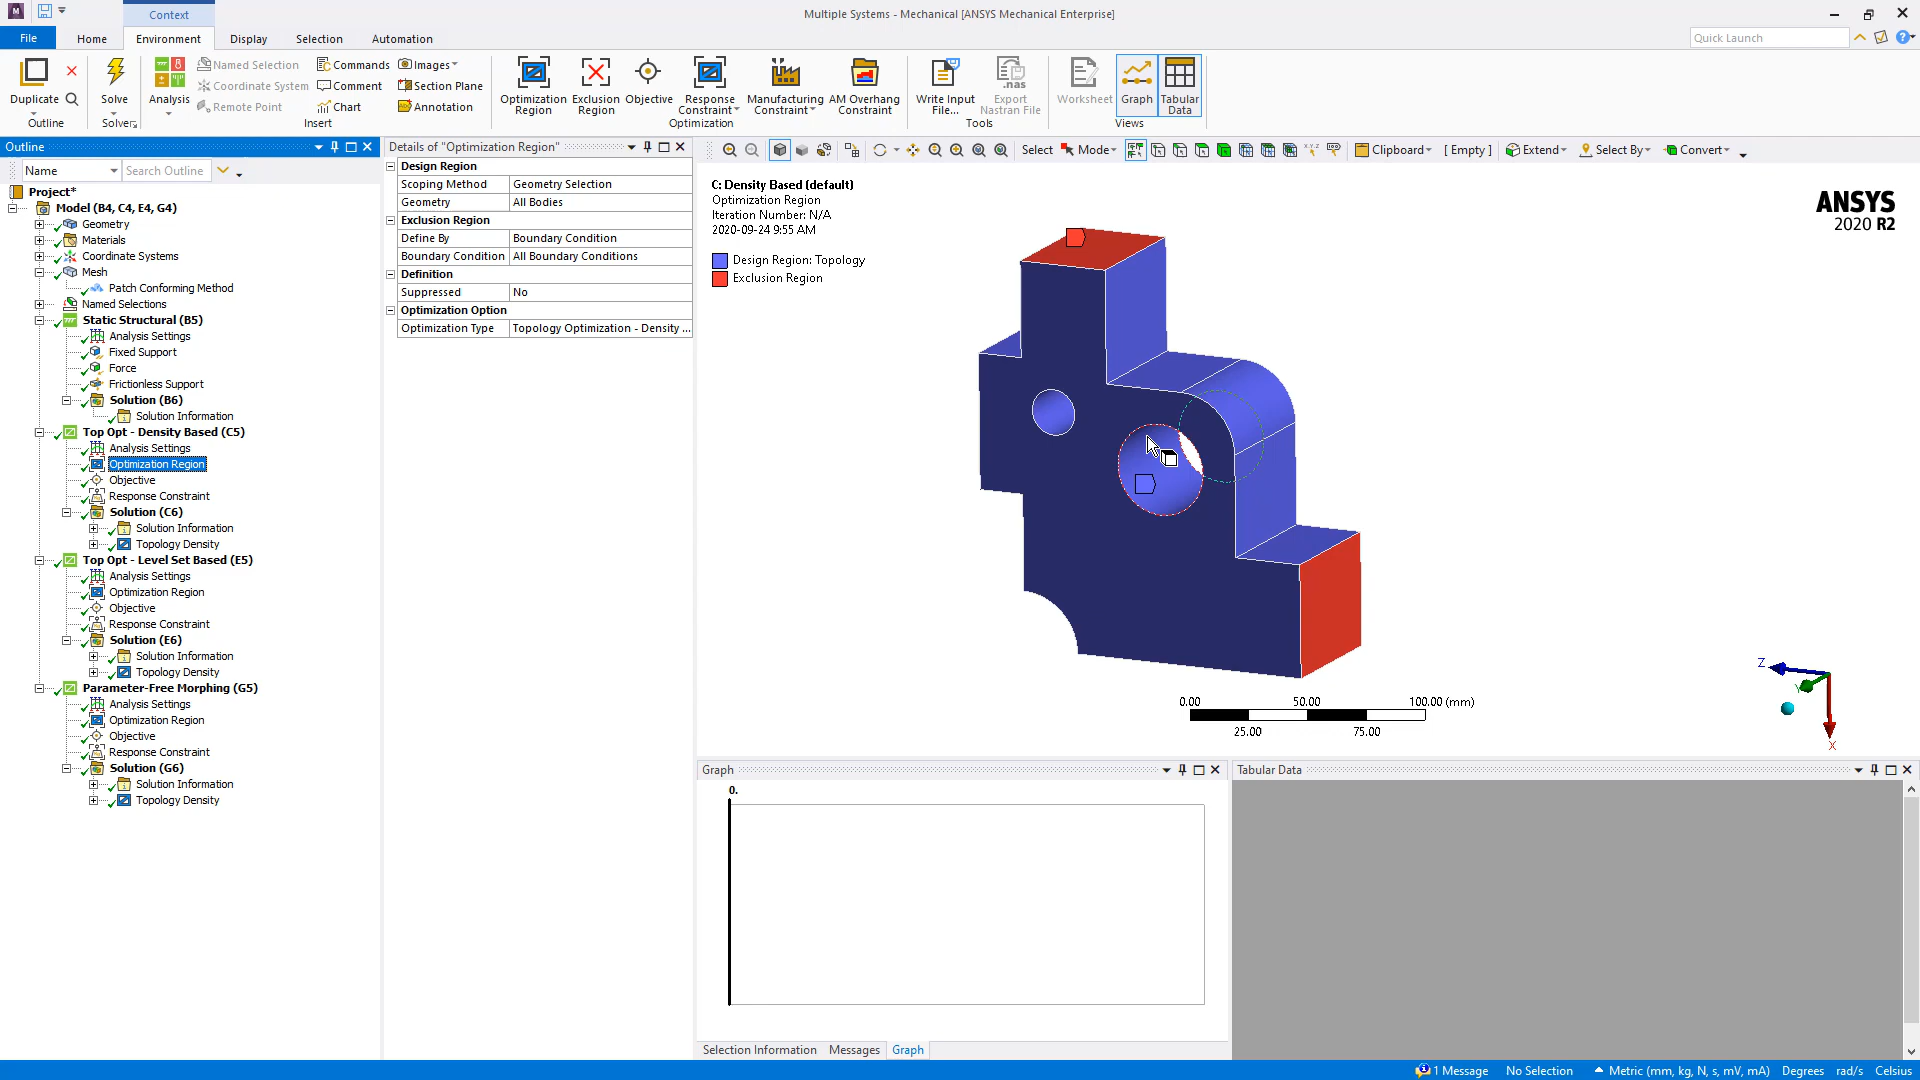 Context
Multiple Systems - Mechanical [ANSYS Mechanical Enterprise]
File
Home
Environment
Display
Selection
Automation
Quick Launch
Duplicate
Outline
Solve
Solver
Analysis
Named Selection
Coordinate System
Remote Point
Commands
Comment
Chart
Images
Section Plane
Annotation
Insert
Optimization Region
Exclusion Region
Objective
Response Constraint
Manufacturing Constraint
AM Overhang Constraint
Optimization
Write Input File...
.nas
Export Nastran File
Tools
Worksheet
Graph
Tabular Data
Views
Outline
Name
Search Outline
Project*
Model (B4, C4, E4, G4)
Geometry
Materials
Coordinate Systems
Mesh
Patch Conforming Method
Named Selections
Static Structural (B5)
Analysis Settings
Fixed Support
Force
Frictionless Support
Solution (B6)
Solution Information
Top Opt - Density Based (C5)
Analysis Settings
Optimization Region
Objective
Response Constraint
Solution (C6)
Solution Information
Topology Density
Top Opt - Level Set Based (E5)
Analysis Settings
Optimization Region
Objective
Response Constraint
Solution (E6)
Solution Information
Topology Density
Parameter-Free Morphing (G5)
Analysis Settings
Optimization Region
Objective
Response Constraint
Solution (G6)
Solution Information
Topology Density
Details of "Optimization Region"
Design Region
Scoping Method Geometry Selection
Geometry All Bodies
Exclusion Region
Define By Boundary Condition
Boundary Condition All Boundary Conditions
Definition
Suppressed No
Optimization Option
Optimization Type Topology Optimization - Density ...
Select
Mode
Clipboard
[ Empty ]
Extend
Select By
Convert
C: Density Based (default)
Optimization Region
Iteration Number: N/A
2020-09-24 9:55 AM
Design Region: Topology
Exclusion Region
ANSYS
2020 R2
0.00 50.00 100.00 (mm)
25.00 75.00
Z
Y
X
Graph
0.
Tabular Data
Selection Information
Messages
Graph
1 Message
No Selection
Metric (mm, kg, N, s, mV, mA)
Degrees
rad/s
Celsius